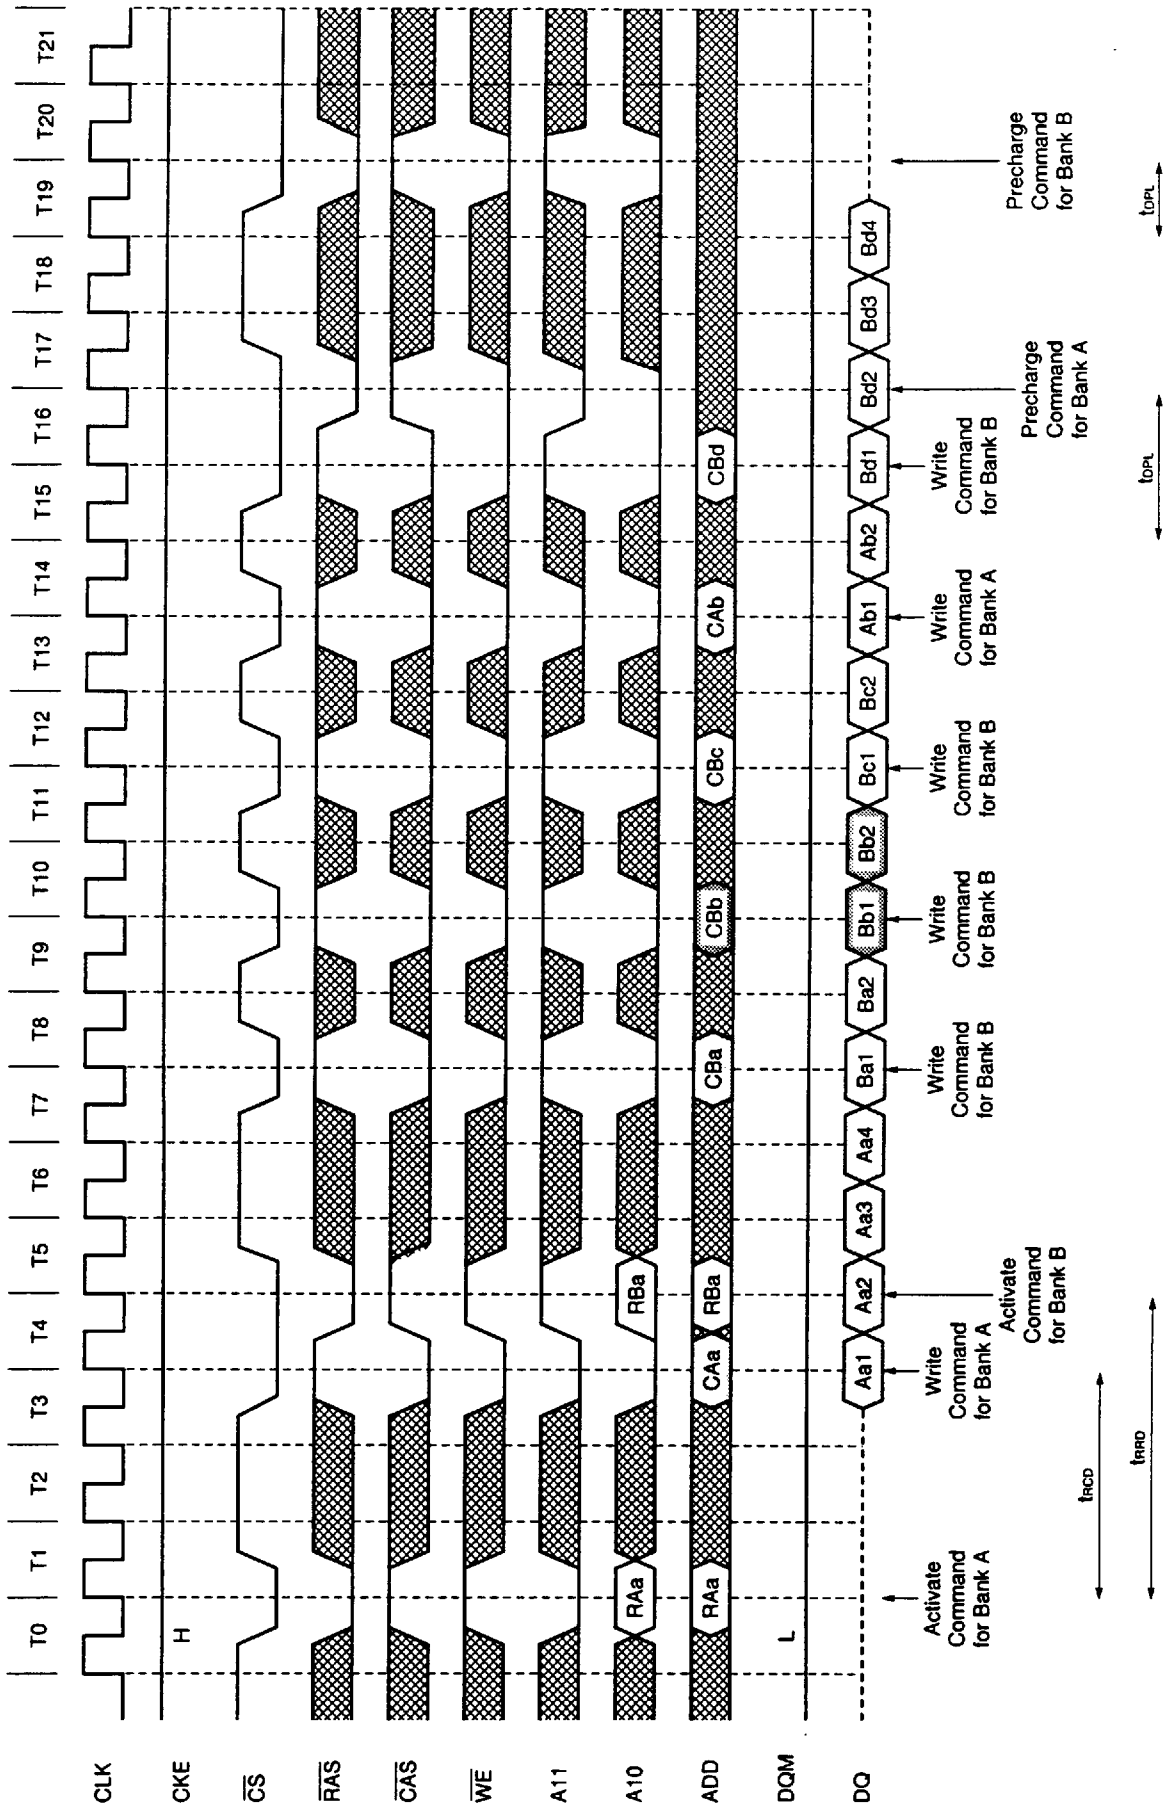 T0 T1 T2 T3 T4 T5 T6 T7 T8 T9 T10 T11 T12 T13 T14 T15 T16 T17 T18 T19 T20 T21
CLK
CKE H
CS
RAS
CAS
WE
A11
A10 RAa RBa
ADD RAa CAa RBa CBa CBb CBc CAb CBd
DQM L
DQ Aa1 Aa2 Aa3 Aa4 Ba1 Ba2 Bb1 Bb2 Bc1 Bc2 Ab1 Ab2 Bd1 Bd2 Bd3 Bd4
Activate
Command
for Bank A
Write
Command
for Bank A
Activate
Command
for Bank B
Write
Command
for Bank B
Write
Command
for Bank B
Write
Command
for Bank B
Write
Command
for Bank A
Write
Command
for Bank B
Precharge
Command
for Bank A
Precharge
Command
for Bank B
tRCD
tRRD
tDPL
tDPL